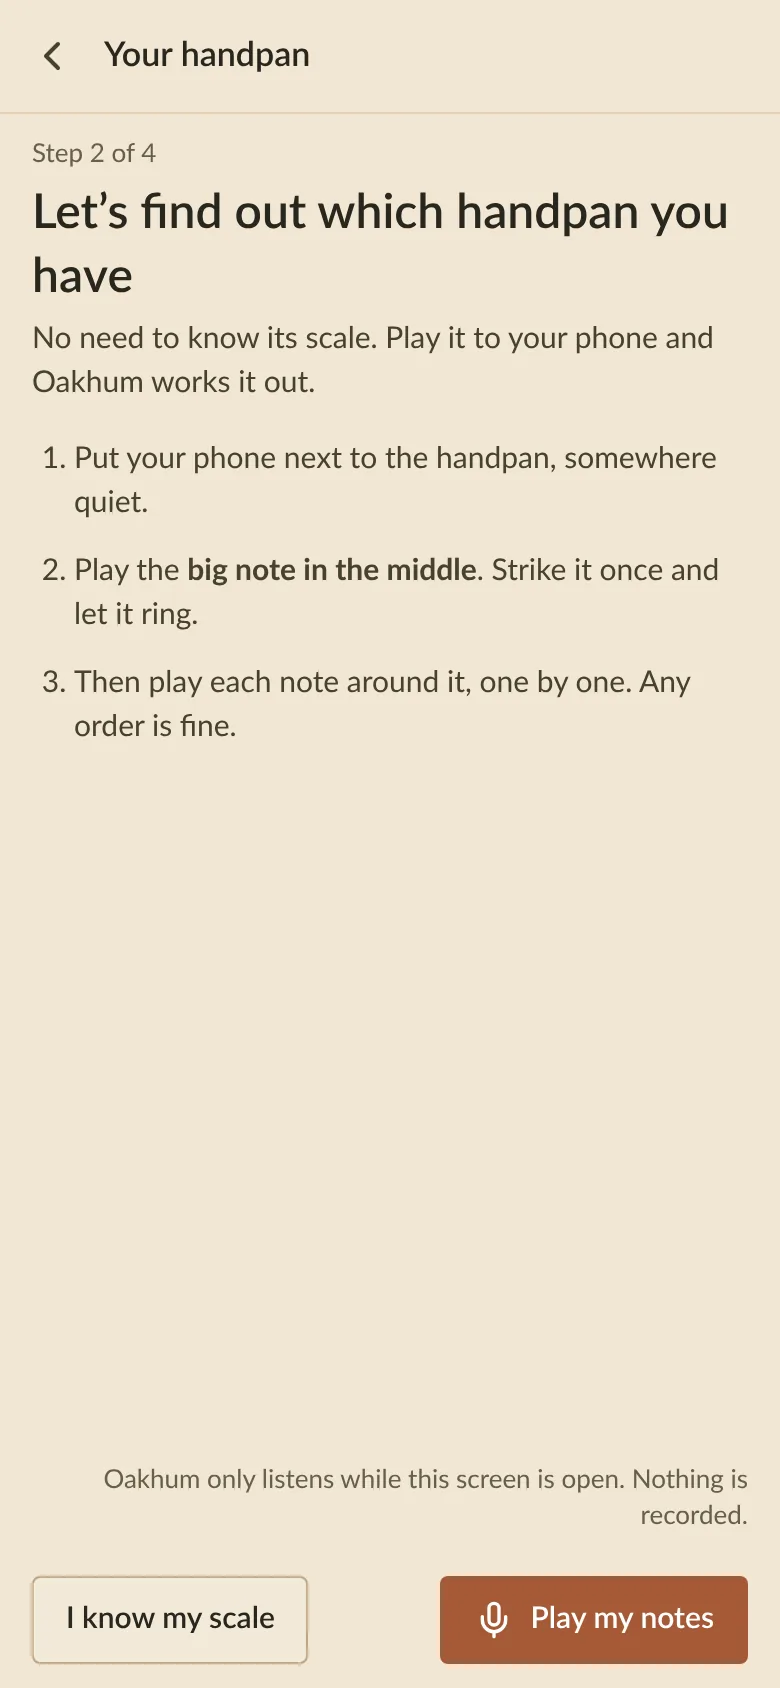 Your handpan
Step 2 of 4
Let’s find out which handpan you
have
No need to know its scale. Play it to your phone and
Oakhum works it out.
1. Put your phone next to the handpan, somewhere
quiet.
2. Play the big note in the middle. Strike it once and
let it ring.
3. Then play each note around it, one by one. Any
order is fine.
Oakhum only listens while this screen is open. Nothing is
recorded.
I know my scale
Play my notes